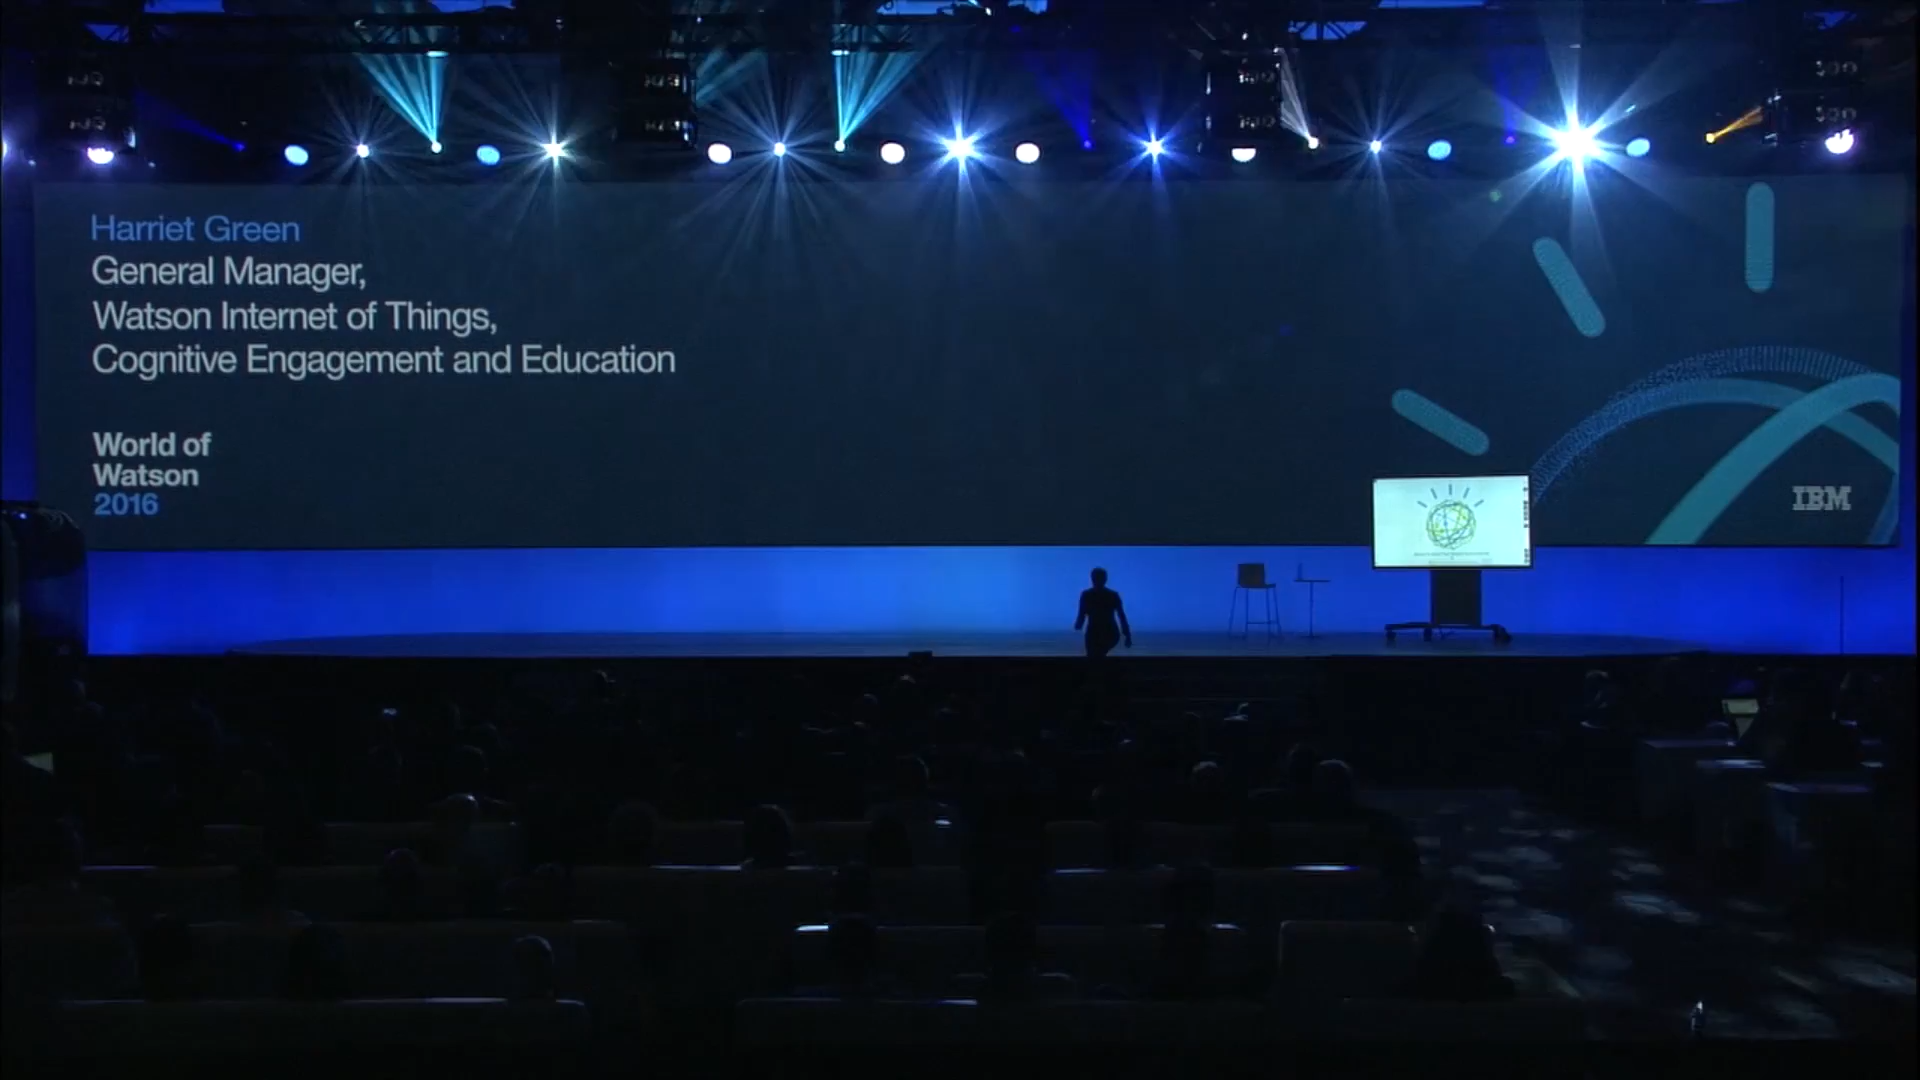 Harriet Green
General Manager,
Watson Internet of Things,
Cognitive Engagement and Education
World of
Watson
2016
IBM